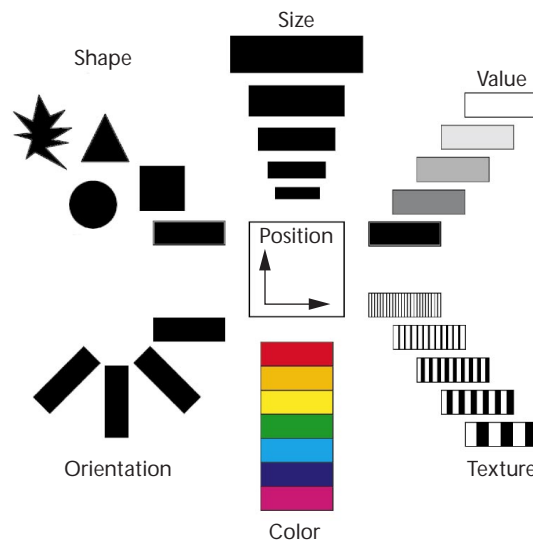 Size
Shape
Value
Position
Orientation
Texture
Color